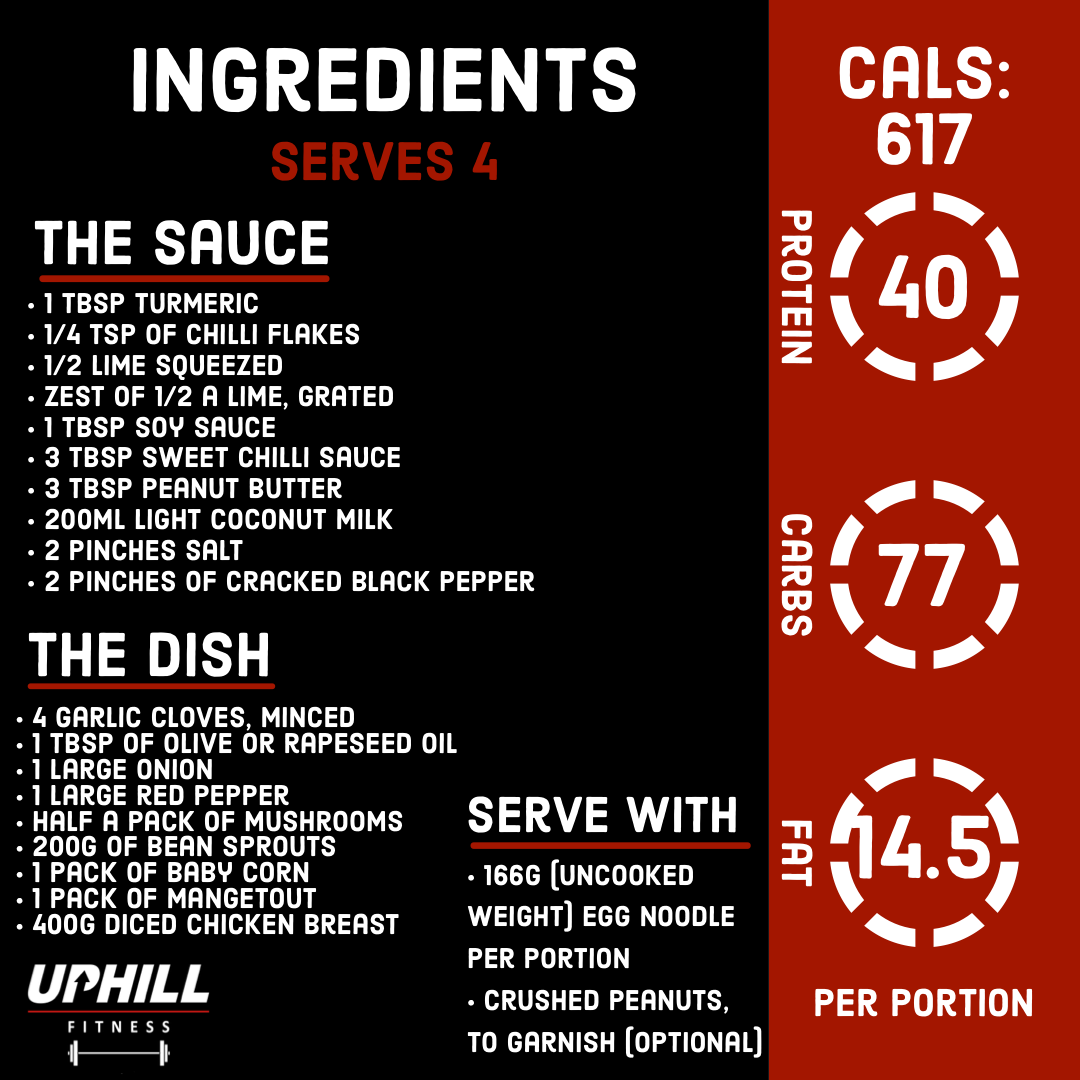 INGREDIENTS
SERVES 4
THE SAUCE
• 1 TBSP TURMERIC
• 1/4 TSP OF CHILLI FLAKES
• 1/2 LIME SQUEEZED
• ZEST OF 1/2 A LIME, GRATED
• 1 TBSP SOY SAUCE
• 3 TBSP SWEET CHILLI SAUCE
• 3 TBSP PEANUT BUTTER
• 200ML LIGHT COCONUT MILK
• 2 PINCHES SALT
• 2 PINCHES OF CRACKED BLACK PEPPER
THE DISH
• 4 GARLIC CLOVES, MINCED
• 1 TBSP OF OLIVE OR RAPESEED OIL
• 1 LARGE ONION
• 1 LARGE RED PEPPER
• HALF A PACK OF MUSHROOMS
• 200G OF BEAN SPROUTS
• 1 PACK OF BABY CORN
• 1 PACK OF MANGETOUT
• 400G DICED CHICKEN BREAST
UPHILL
FITNESS
SERVE WITH
• 166G (UNCOOKED
WEIGHT) EGG NOODLE
PER PORTION
• CRUSHED PEANUTS,
TO GARNISH (OPTIONAL)
CALS:
617
PROTEIN
40
CARBS
77
FAT
14.5
PER PORTION